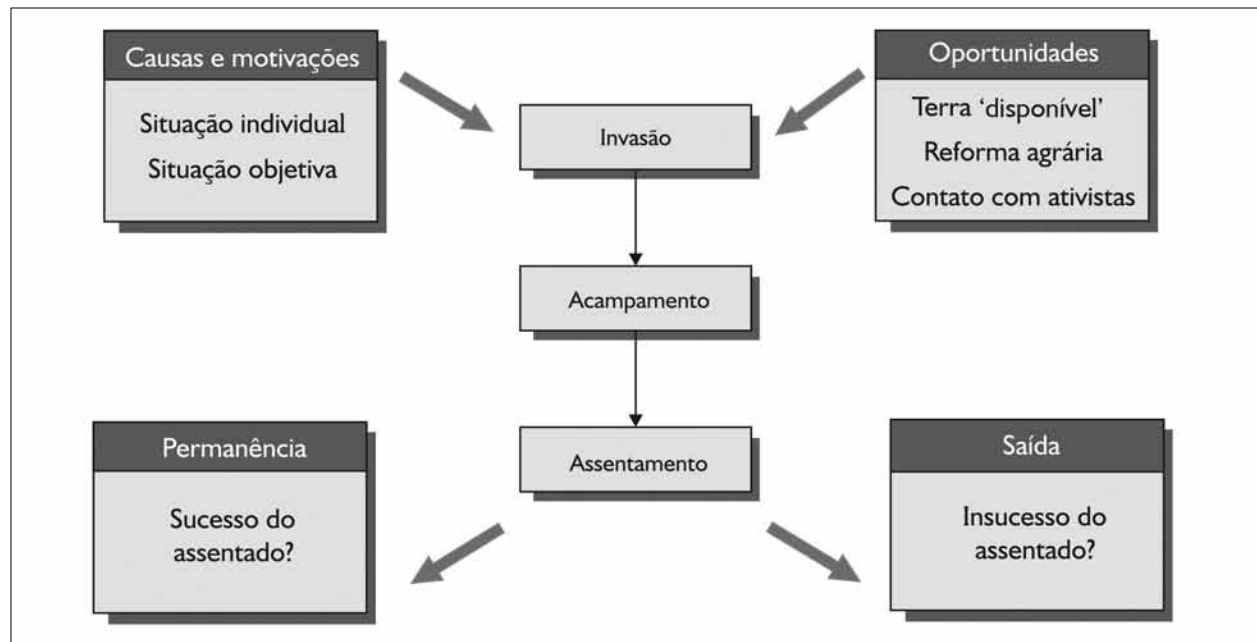 Causas e motivações
Situação individual
Situação objetiva
Oportunidades
Terra ‘disponível’
Reforma agrária
Contato com ativistas
Invasão
Acampamento
Assentamento
Permanência
Sucesso do
assentado?
Saída
Insucesso do
assentado?